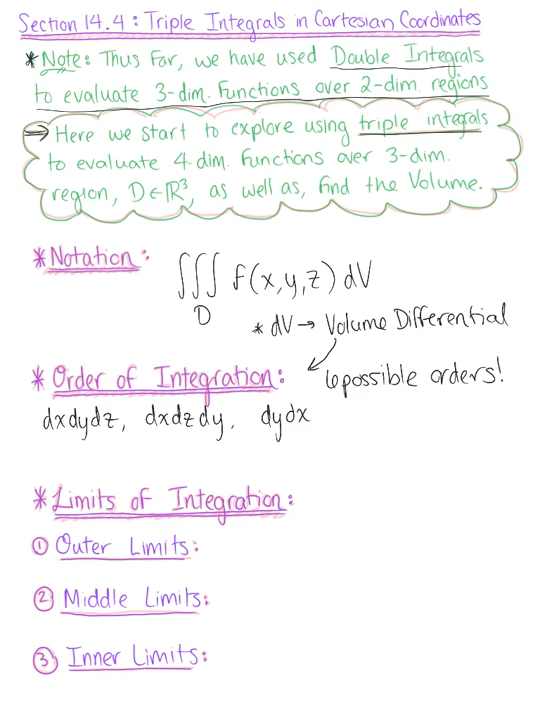 Section 14.4: Triple Integrals in Cartesian Coordinates
*Note: Thus far, we have used Double Integrals
to evaluate 3-dim. functions over 2-dim. regions
→ Here we start to explore using triple integrals
to evaluate 4-dim. functions over 3-dim.
region, D∈ℝ³, as well as, find the Volume.
*Notation:
∭ f(x,y,z) dV
D
* dV → Volume Differential
* Order of Integration:
6 possible orders!
dxdydz, dxdzdy, dydx
*Limits of Integration:
① Outer Limits:
② Middle Limits:
③ Inner Limits: